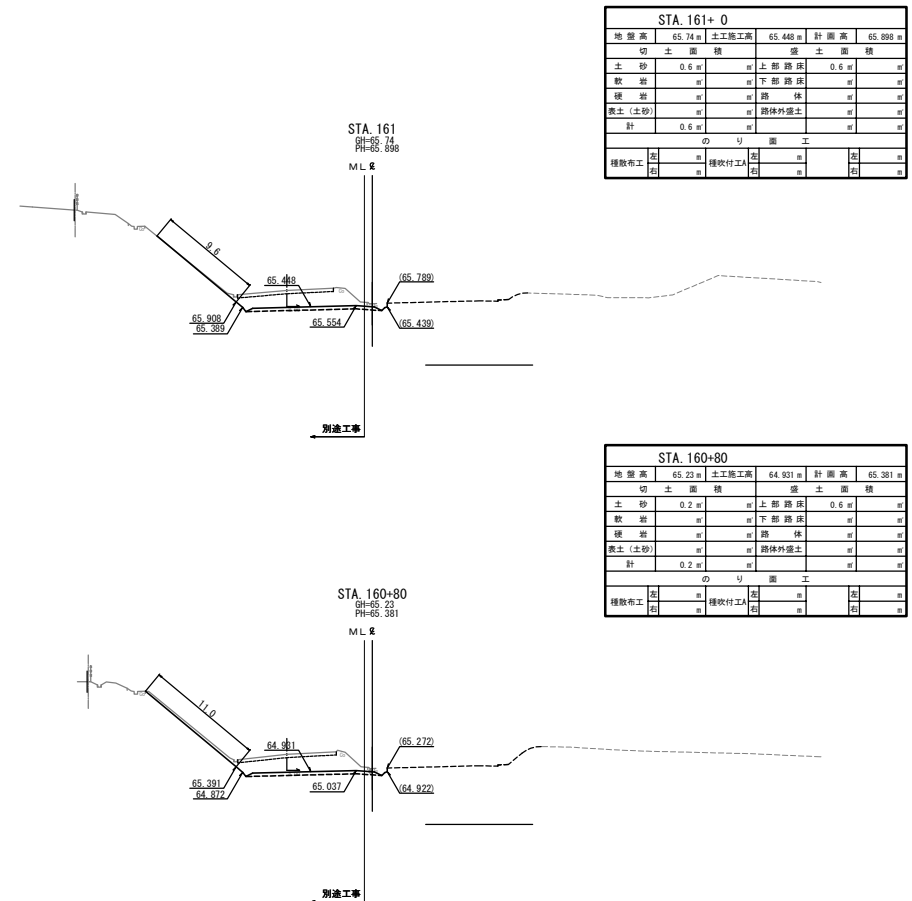 STA. 161+ 0
地 盤 高 65.74 m 土工施工高 65.448 m 計 画 高 65.898 m
切 土 面 積 盛 土 面 積
土 砂 0.6 ㎡ ㎡ 上 部 路 床 0.6 ㎡ ㎡
軟 岩 ㎡ ㎡ 下 部 路 床 ㎡ ㎡
硬 岩 ㎡ ㎡ 路 体 ㎡ ㎡
表土 (土砂) ㎡ ㎡ 路体外盛土 ㎡ ㎡
計 0.6 ㎡ ㎡ ㎡ ㎡
の り 面 工
種散布工 左 m 種吹付工A 左 m 左 m
右 m 右 m 右 m
STA. 161
GH=65.74
PH=65.898
M L ℄
9.6
65.448
(65.789)
65.908
65.389
65.554
(65.439)
別途工事
STA. 160+80
地 盤 高 65.23 m 土工施工高 64.931 m 計 画 高 65.381 m
切 土 面 積 盛 土 面 積
土 砂 0.2 ㎡ ㎡ 上 部 路 床 0.6 ㎡ ㎡
軟 岩 ㎡ ㎡ 下 部 路 床 ㎡ ㎡
硬 岩 ㎡ ㎡ 路 体 ㎡ ㎡
表土 (土砂) ㎡ ㎡ 路体外盛土 ㎡ ㎡
計 0.2 ㎡ ㎡ ㎡ ㎡
の り 面 工
種散布工 左 m 種吹付工A 左 m 左 m
右 m 右 m 右 m
STA. 160+80
GH=65.23
PH=65.381
M L ℄
11.0
64.931
(65.272)
65.391
64.872
65.037
(64.922)
別途工事